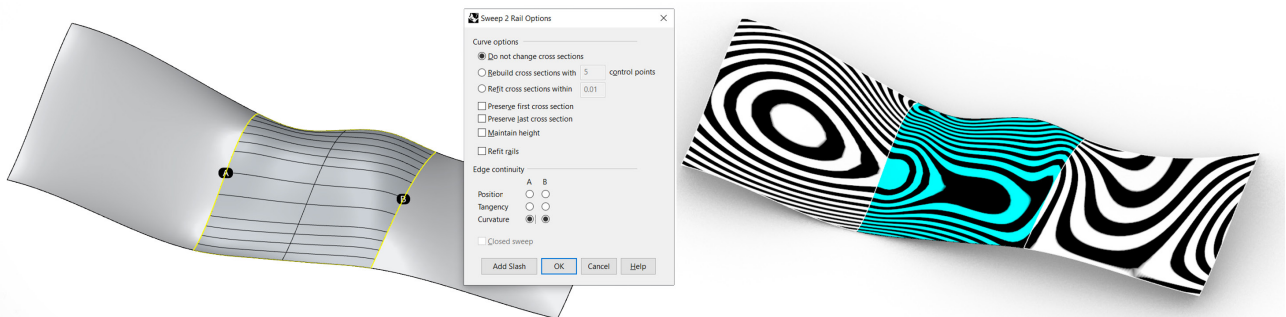 Sweep 2 Rail Options
Curve options
Do not change cross sections
Rebuild cross sections with 5 control points
Refit cross sections within 0.01
Preserve first cross section
Preserve last cross section
Maintain height
Refit rails
Edge continuity
A B
Position
Tangency
Curvature
Closed sweep
Add Slash OK Cancel Help
A
B